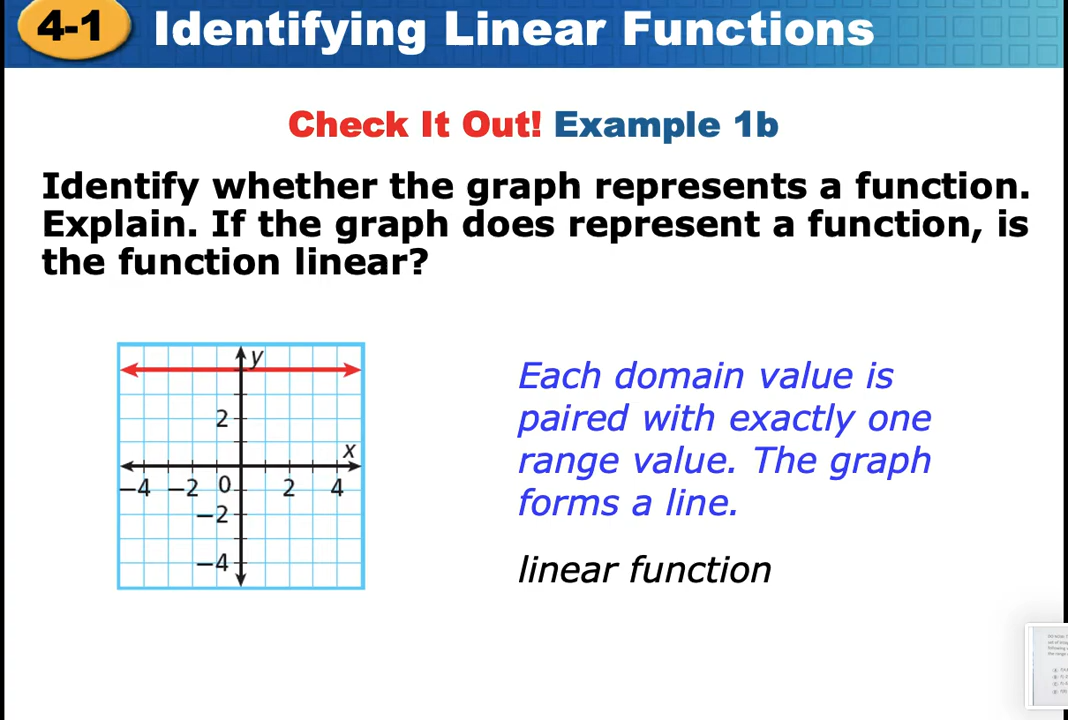 4-1 Identifying Linear Functions
Check It Out! Example 1b
Identify whether the graph represents a function.
Explain. If the graph does represent a function, is
the function linear?
y
2
x
−4 −2 0 2 4
−2
−4
Each domain value is
paired with exactly one
range value. The graph
forms a line.
linear function